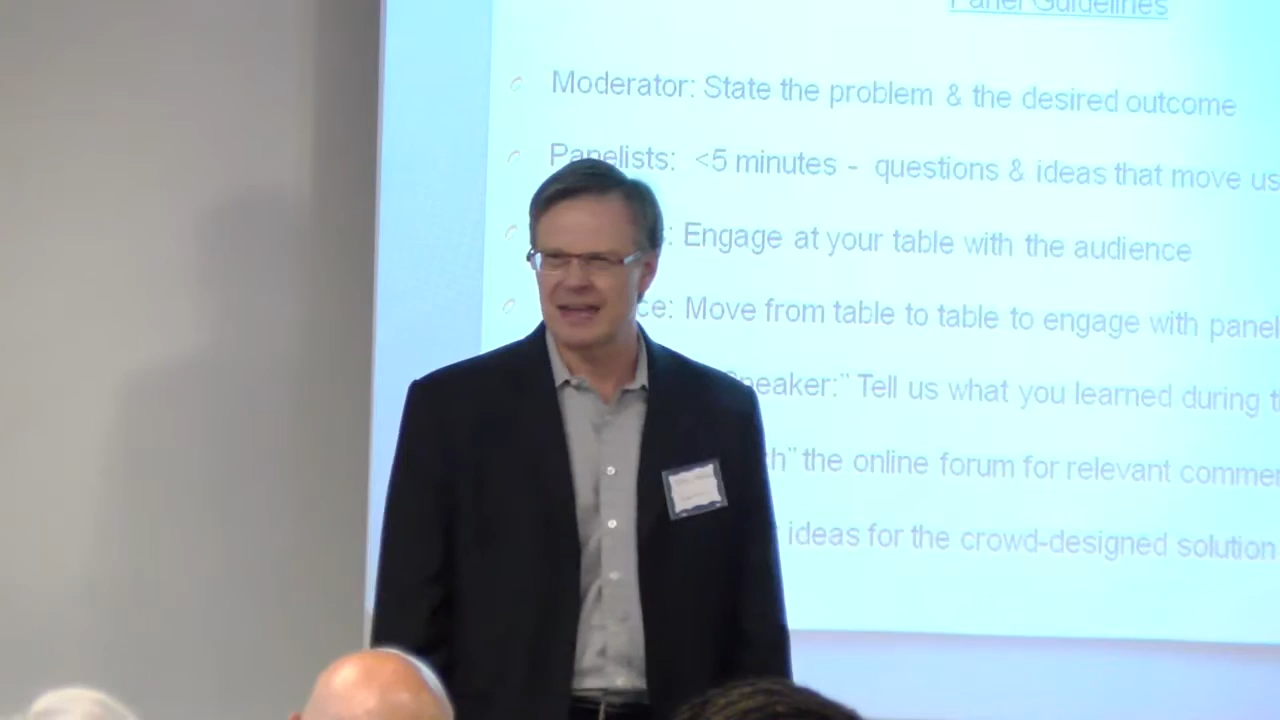 Panel Guidelines
Moderator: State the problem & the desired outcome
Panelists: <5 minutes - questions & ideas that move us
: Engage at your table with the audience
ce: Move from table to table to engage with panel
Speaker:" Tell us what you learned during t
h" the online forum for relevant comme
ideas for the crowd-designed solution